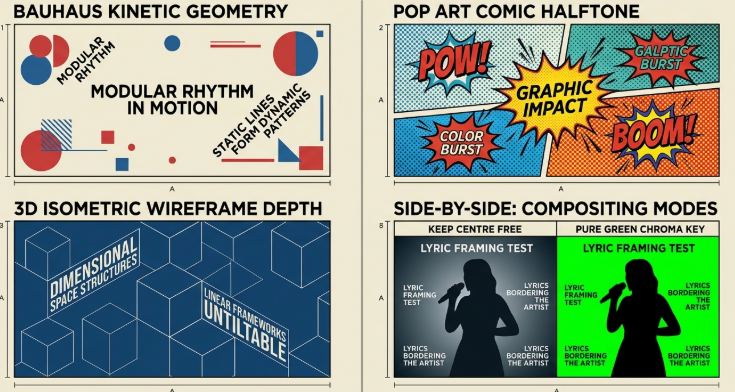 BAUHAUS KINETIC GEOMETRY
1
A
MODULAR
RHYTHM
MODULAR RHYTHM
IN MOTION
STATIC LINES
FORM DYNAMIC
PATTERNS
A
POP ART COMIC HALFTONE
2
A
POW!
GALPTIC
BURST
GRAPHIC
IMPACT
COLOR
BURST
BOOM!
A
3D ISOMETRIC WIREFRAME DEPTH
3
A
DIMENSIONAL
SPACE STRUCTURES
LINEAR FRAMEWORKS
UNTILTABLE
A
SIDE-BY-SIDE: COMPOSITING MODES
8
A
KEEP CENTRE FREE
LYRIC FRAMING TEST
LYRIC
FRAMING
TEST
LYRICS
BORDERING
THE
ARTIST
LYRICS
BORDERING
THE ARTIST
LYRICS
BORDERING
THE ARTIST
PURE GREEN CHROMA KEY
LYRIC FRAMING TEST
LYRIC
FRAMING
TEST
LYRICS
BORDERING
THE
ARTIST
LYRICS
BORDERING
THE ARTIST
LYRICS
BORDERING
THE ARTIST
A